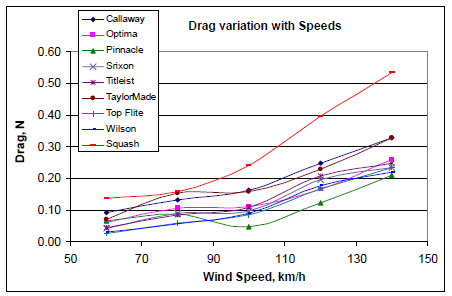 Drag variation with Speeds
Callaway
Optima
Pinnacle
Srixon
Titleist
TaylorMade
Top Flite
Wilson
Squash
Drag, N
0.60
0.50
0.40
0.30
0.20
0.10
0.00
50 70 90 110 130 150
Wind Speed, km/h